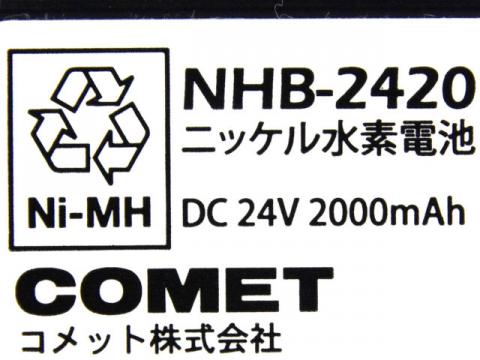 NHB-2420
ニッケル水素電池
Ni-MH
DC 24V 2000mAh
COMET
コメット株式会社